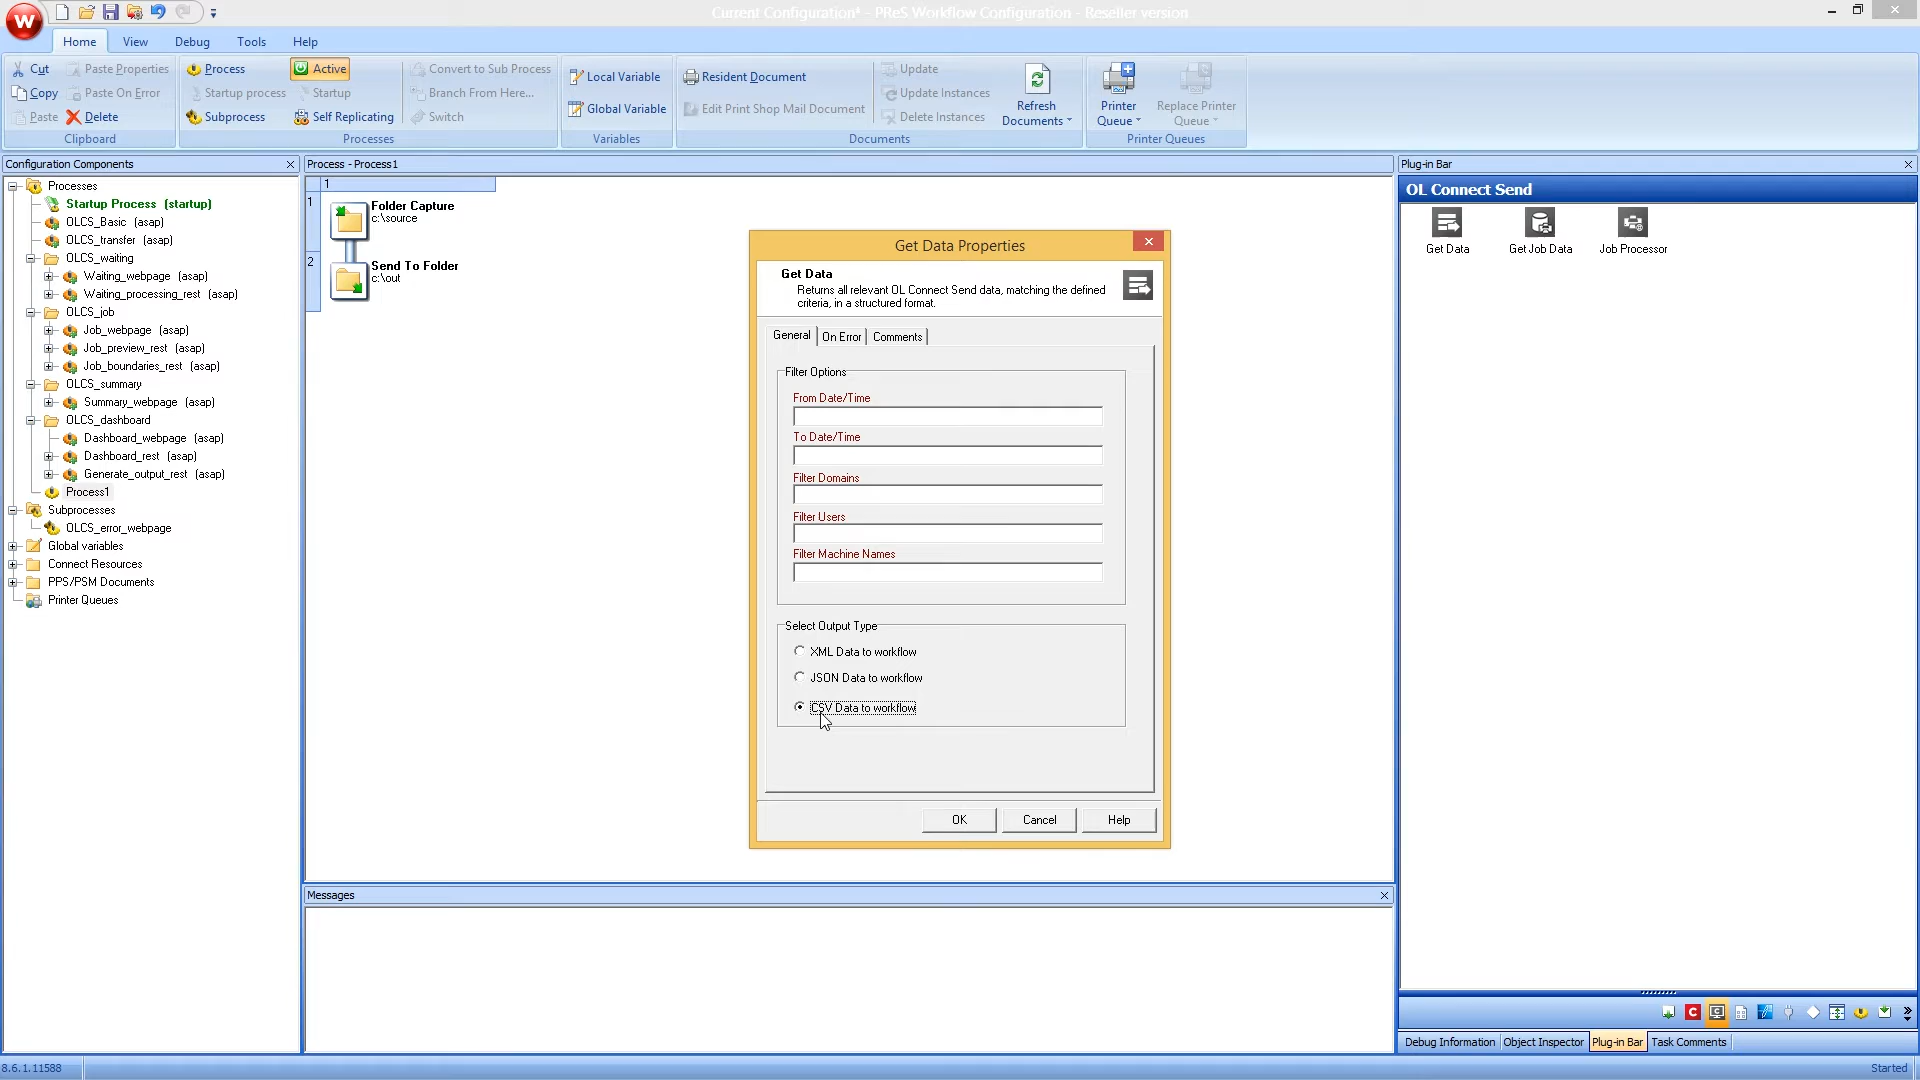 Current Configuration* - PReS Workflow Configuration - Reseller version
Home View Debug Tools Help
Cut Paste Properties
Copy Paste On Error
Paste Delete
Clipboard
Process Active Convert to Sub Process
Startup process Startup Branch From Here...
Subprocess Self Replicating Switch
Processes
Local Variable
Global Variable
Variables
Resident Document Update
Update Instances
Edit Print Shop Mail Document Delete Instances
Refresh
Documents
Documents
Printer
Queue
Replace Printer
Queue
Printer Queues
Configuration Components
Processes
Startup Process (startup)
OLCS_Basic (asap)
OLCS_transfer (asap)
OLCS_waiting
Waiting_webpage (asap)
Waiting_processing_rest (asap)
OLCS_job
Job_webpage (asap)
Job_preview_rest (asap)
Job_boundaries_rest (asap)
OLCS_summary
Summary_webpage (asap)
OLCS_dashboard
Dashboard_webpage (asap)
Dashboard_rest (asap)
Generate_output_rest (asap)
Process1
Subprocesses
OLCS_error_webpage
Global variables
Connect Resources
PPS/PSM Documents
Printer Queues
Process - Process1
1
1
Folder Capture
c:\source
2
Send To Folder
c:\out
Get Data Properties
Get Data
Returns all relevant OL Connect Send data, matching the defined
criteria, in a structured format.
General On Error Comments
Filter Options
From Date/Time
To Date/Time
Filter Domains
Filter Users
Filter Machine Names
Select Output Type
XML Data to workflow
JSON Data to workflow
CSV Data to workflow
OK Cancel Help
Messages
Plug-in Bar
OL Connect Send
Get Data Get Job Data Job Processor
Debug Information Object Inspector Plug-in Bar Task Comments
8.6.1.11588
Started